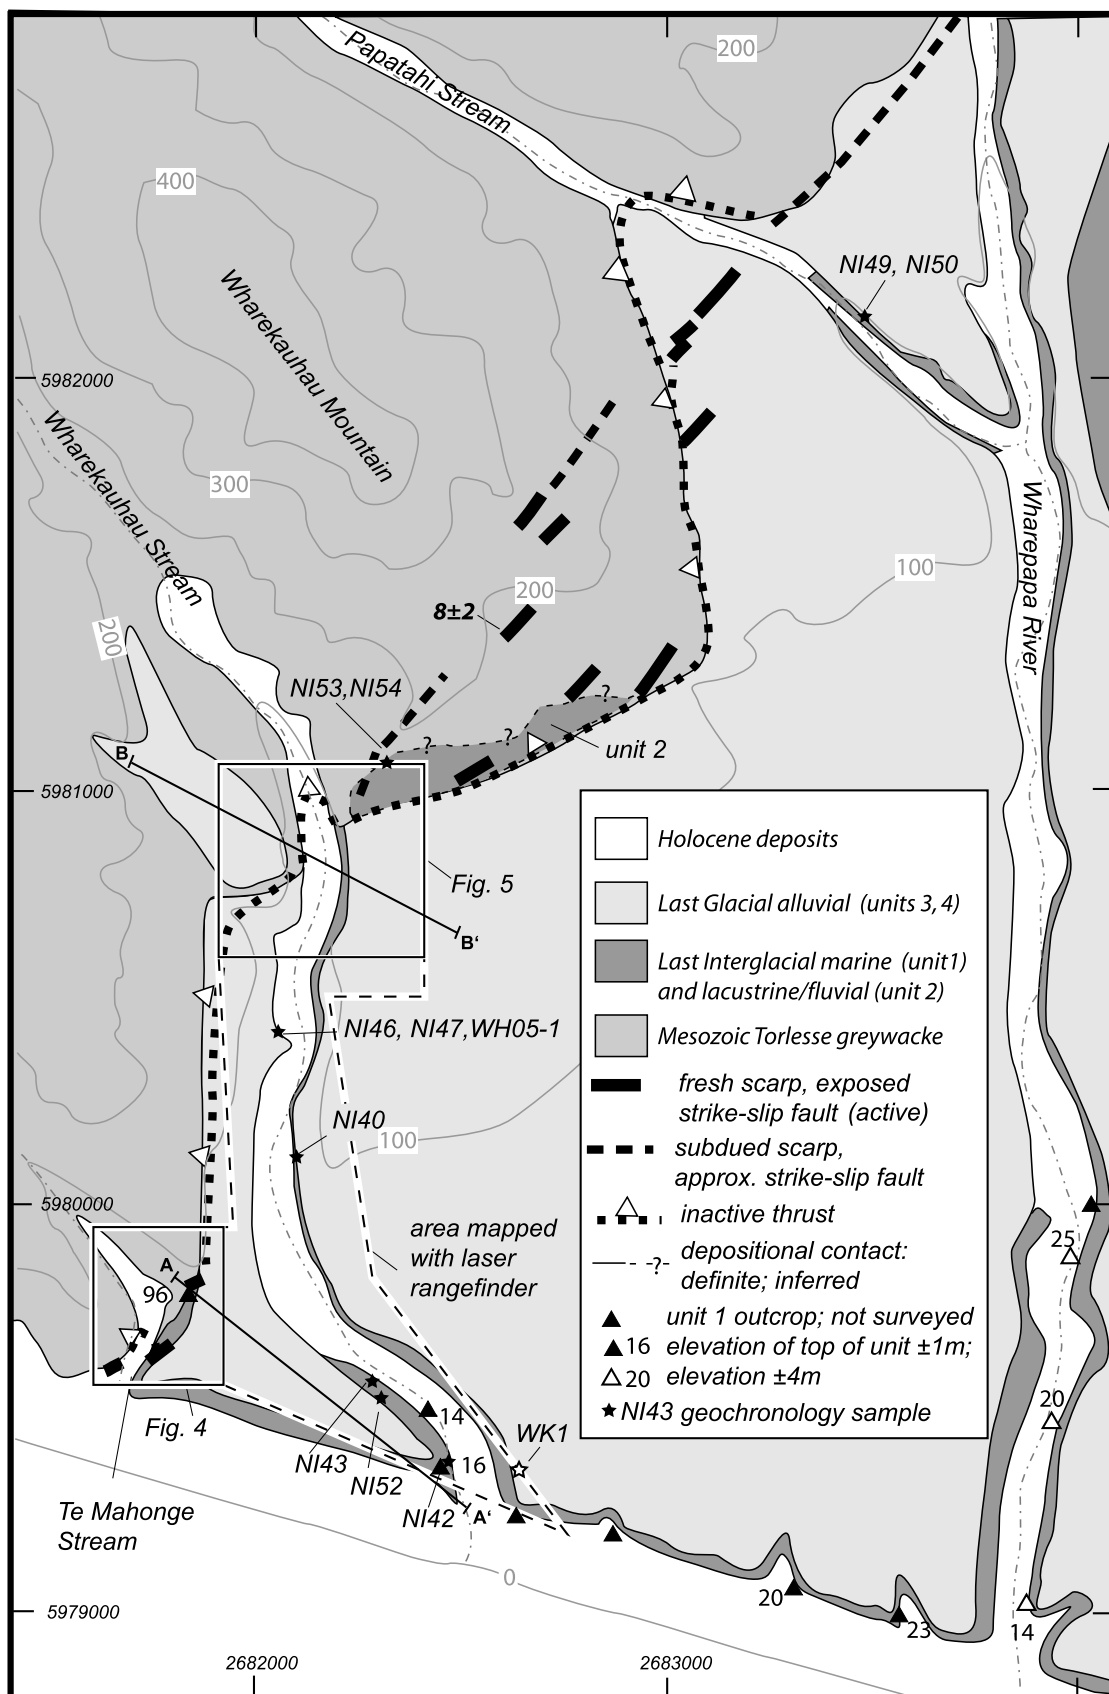 200
Papatahi Stream
400
NI49, NI50
Wharekauhau Mountain
5982000
Wharekauhau Stream
300
Wharepapa River
100
200
8±2
200
NI53,NI54
unit 2
B
5981000
Fig. 5
B'
NI46, NI47,WH05-1
NI40
100
5980000
area mapped
with laser
rangefinder
A
96
25
20
14
Fig. 4
WK1
NI43
16
NI52
NI42
A'
Te Mahonge
Stream
0
20
23
14
5979000
2682000
2683000
Holocene deposits
Last Glacial alluvial (units 3, 4)
Last Interglacial marine (unit1)
and lacustrine/fluvial (unit 2)
Mesozoic Torlesse greywacke
fresh scarp, exposed
strike-slip fault (active)
subdued scarp,
approx. strike-slip fault
inactive thrust
depositional contact:
-?- definite; inferred
unit 1 outcrop; not surveyed
16 elevation of top of unit ±1m;
20 elevation ±4m
NI43 geochronology sample
?
?
?